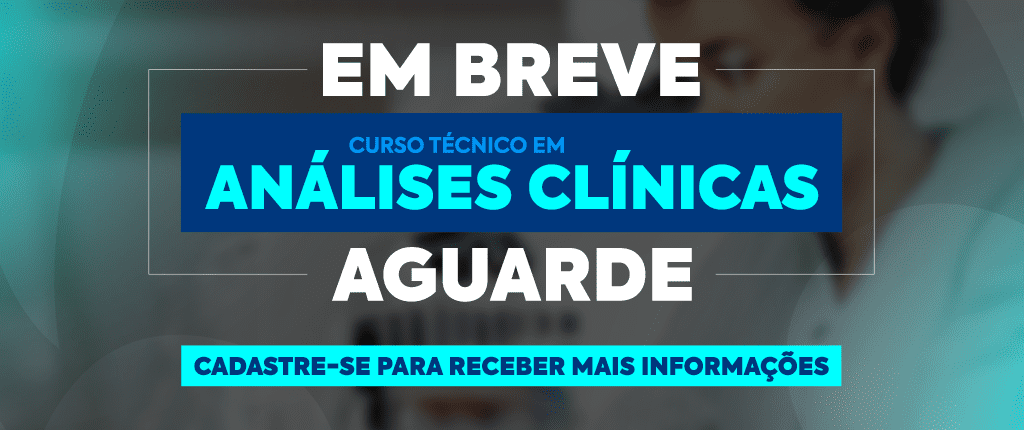 EM BREVE
CURSO TÉCNICO EM
ANÁLISES CLÍNICAS
AGUARDE
CADASTRE-SE PARA RECEBER MAIS INFORMAÇÕES